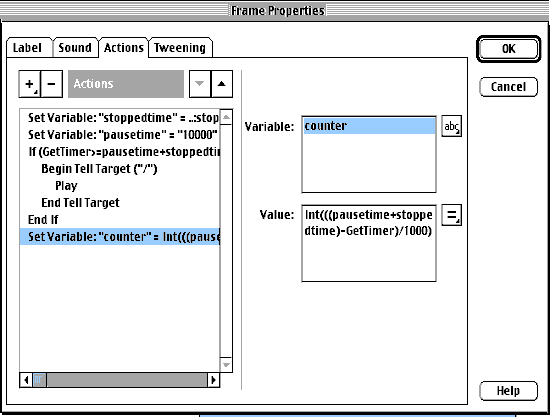 Frame Properties
Label
Sound
Actions
Tweening
OK
Cancel
+
−
Actions
Set Variable: "stoppedtime" = ..:stop
Set Variable: "pausetime" = "10000"
If (GetTimer>=pausetime+stoppedti
Begin Tell Target ("/")
Play
End Tell Target
End If
Set Variable: "counter" = Int(((pause
Variable:
counter
abc
Value:
Int(((pausetime+stoppe
dtime)-GetTimer)/1000)
=
Help